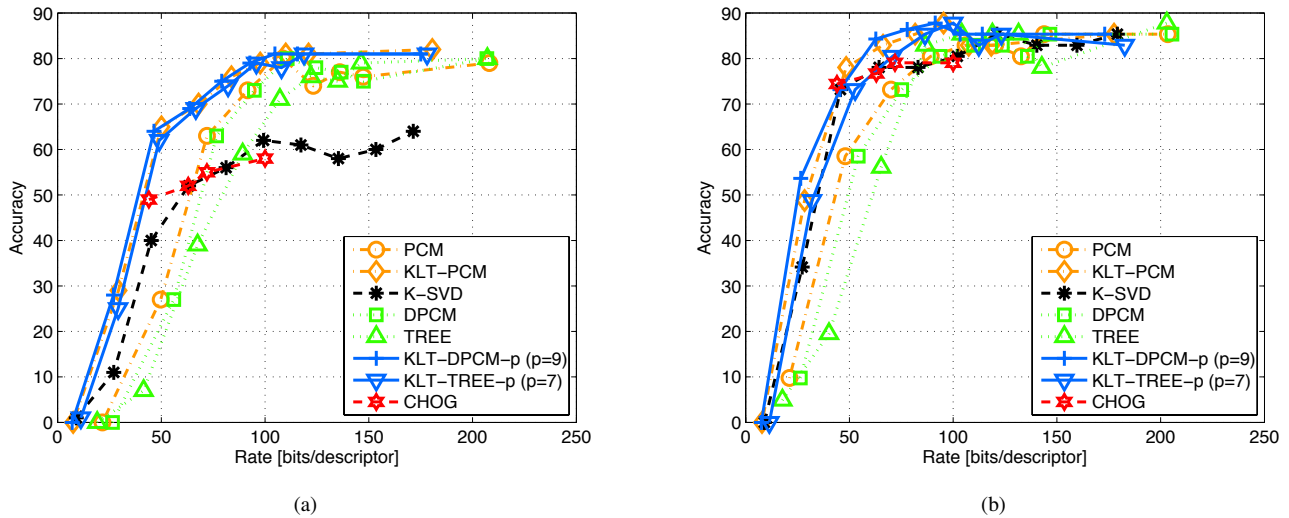 90
80
70
60
50
40
30
20
10
0
Accuracy
0 50 100 150 200 250
Rate [bits/descriptor]
PCM
KLT−PCM
K−SVD
DPCM
TREE
KLT−DPCM−p (p=9)
KLT−TREE−p (p=7)
CHOG
(a)
90
80
70
60
50
40
30
20
10
0
Accuracy
0 50 100 150 200 250
Rate [bits/descriptor]
PCM
KLT−PCM
K−SVD
DPCM
TREE
KLT−DPCM−p (p=9)
KLT−TREE−p (p=7)
CHOG
(b)